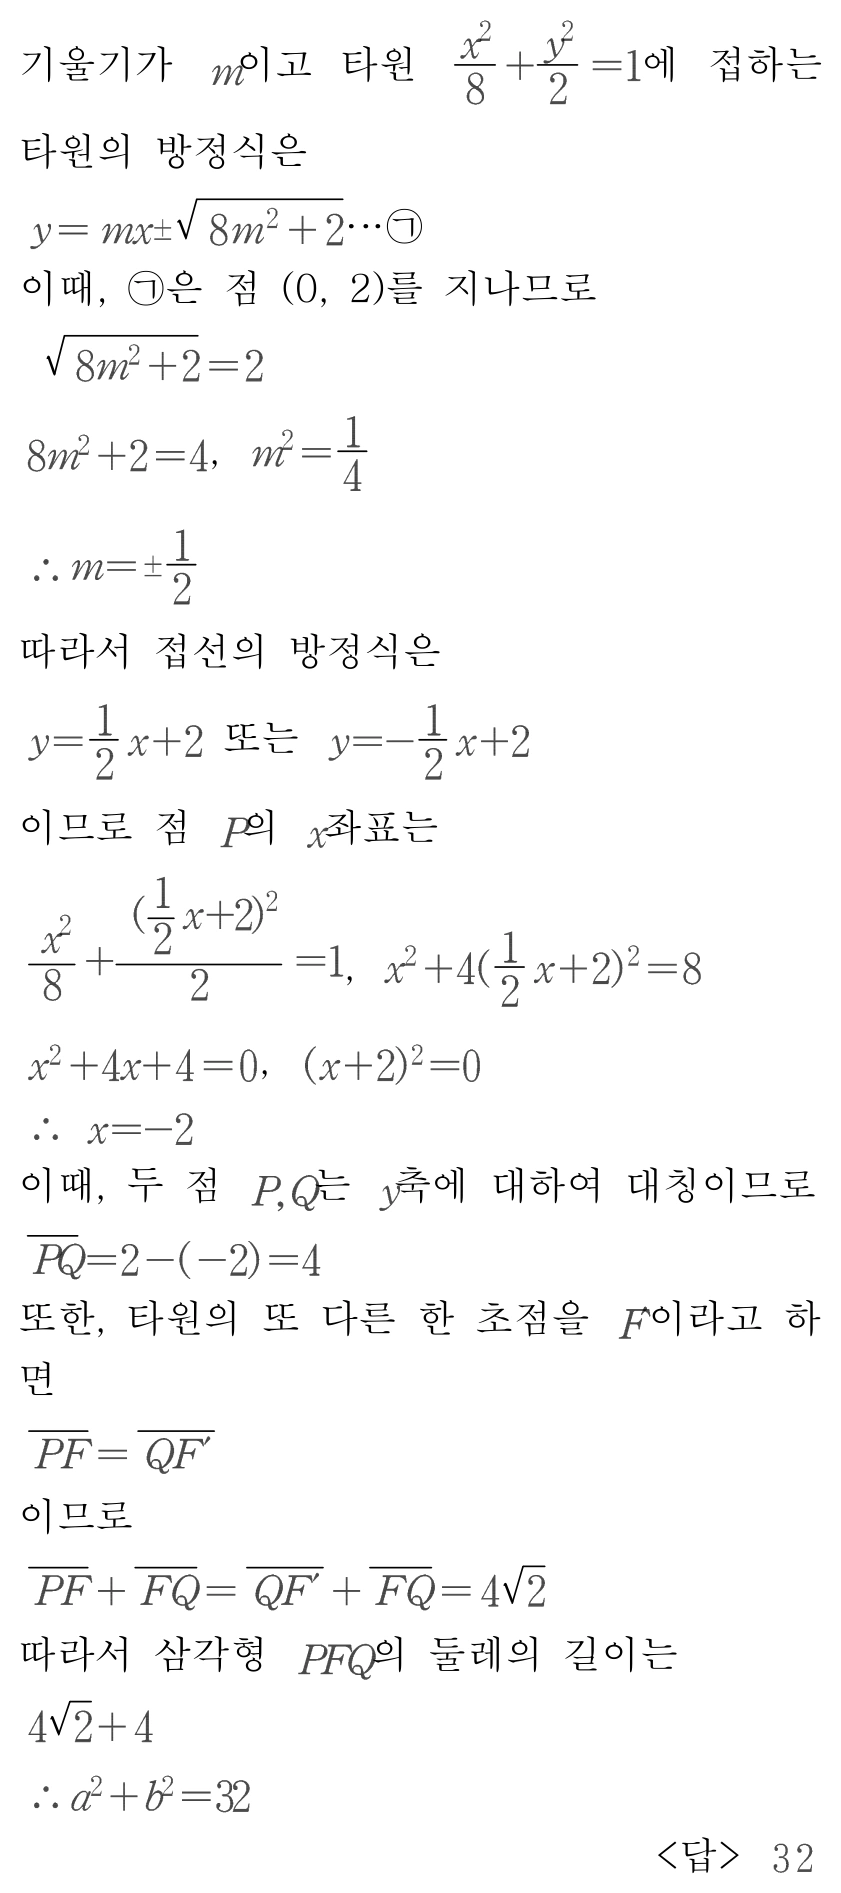 기울기가 m이고 타원 x²/8 + y²/2 = 1에 접하는
타원의 방정식은
y = mx ± √(8m² + 2) ⋯㉠
이때, ㉠은 점 (0, 2)를 지나므로
√(8m² + 2) = 2
8m² + 2 = 4, m² = 1/4
∴ m = ± 1/2
따라서 접선의 방정식은
y = 1/2 x + 2 또는 y = − 1/2 x + 2
이므로 점 P의 x좌표는
x²/8 + (1/2 x + 2)²/2 = 1, x² + 4(1/2 x + 2)² = 8
x² + 4x + 4 = 0, (x + 2)² = 0
∴ x = −2
이때, 두 점 P, Q는 y축에 대하여 대칭이므로
P̅Q̅ = 2 − (−2) = 4
또한, 타원의 또 다른 한 초점을 F′이라고 하
면
P̅F̅ = Q̅F̅′
이므로
P̅F̅ + F̅Q̅ = Q̅F̅′ + F̅Q̅ = 4√2
따라서 삼각형 PFQ의 둘레의 길이는
4√2 + 4
∴ a² + b² = 32
<답> 32